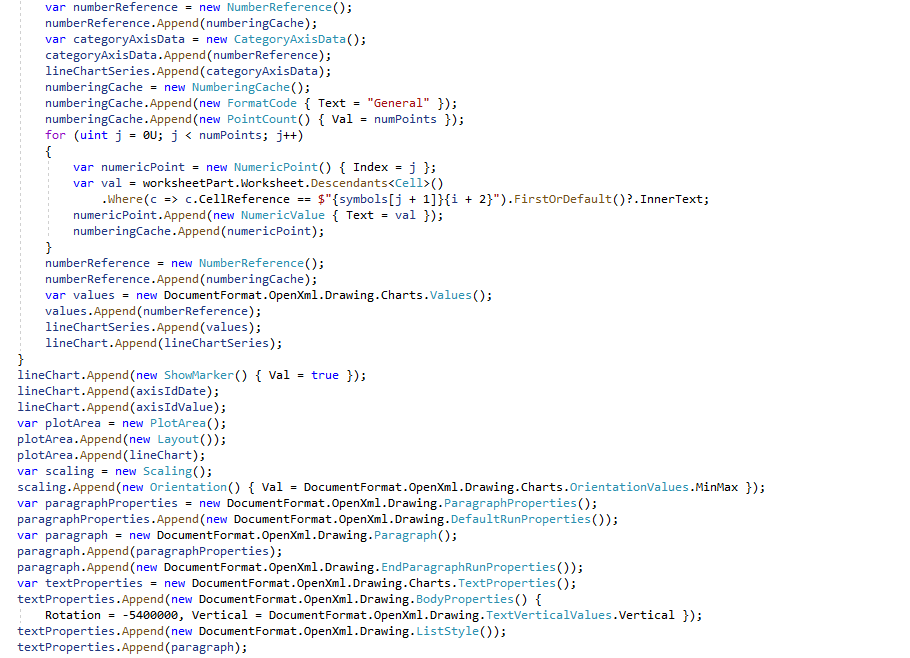 var numberReference = new NumberReference();
numberReference.Append(numberingCache);
var categoryAxisData = new CategoryAxisData();
categoryAxisData.Append(numberReference);
lineChartSeries.Append(categoryAxisData);
numberingCache = new NumberingCache();
numberingCache.Append(new FormatCode { Text = "General" });
numberingCache.Append(new PointCount() { Val = numPoints });
for (uint j = 0U; j < numPoints; j++)
{
var numericPoint = new NumericPoint() { Index = j };
var val = worksheetPart.Worksheet.Descendants<Cell>()
.Where(c => c.CellReference == $"{symbols[j + 1]}{i + 2}").FirstOrDefault()?.InnerText;
numericPoint.Append(new NumericValue { Text = val });
numberingCache.Append(numericPoint);
}
numberReference = new NumberReference();
numberReference.Append(numberingCache);
var values = new DocumentFormat.OpenXml.Drawing.Charts.Values();
values.Append(numberReference);
lineChartSeries.Append(values);
lineChart.Append(lineChartSeries);
}
lineChart.Append(new ShowMarker() { Val = true });
lineChart.Append(axisIdDate);
lineChart.Append(axisIdValue);
var plotArea = new PlotArea();
plotArea.Append(new Layout());
plotArea.Append(lineChart);
var scaling = new Scaling();
scaling.Append(new Orientation() { Val = DocumentFormat.OpenXml.Drawing.Charts.OrientationValues.MinMax });
var paragraphProperties = new DocumentFormat.OpenXml.Drawing.ParagraphProperties();
paragraphProperties.Append(new DocumentFormat.OpenXml.Drawing.DefaultRunProperties());
var paragraph = new DocumentFormat.OpenXml.Drawing.Paragraph();
paragraph.Append(paragraphProperties);
paragraph.Append(new DocumentFormat.OpenXml.Drawing.EndParagraphRunProperties());
var textProperties = new DocumentFormat.OpenXml.Drawing.Charts.TextProperties();
textProperties.Append(new DocumentFormat.OpenXml.Drawing.BodyProperties() {
Rotation = -5400000, Vertical = DocumentFormat.OpenXml.Drawing.TextVerticalValues.Vertical });
textProperties.Append(new DocumentFormat.OpenXml.Drawing.ListStyle());
textProperties.Append(paragraph);